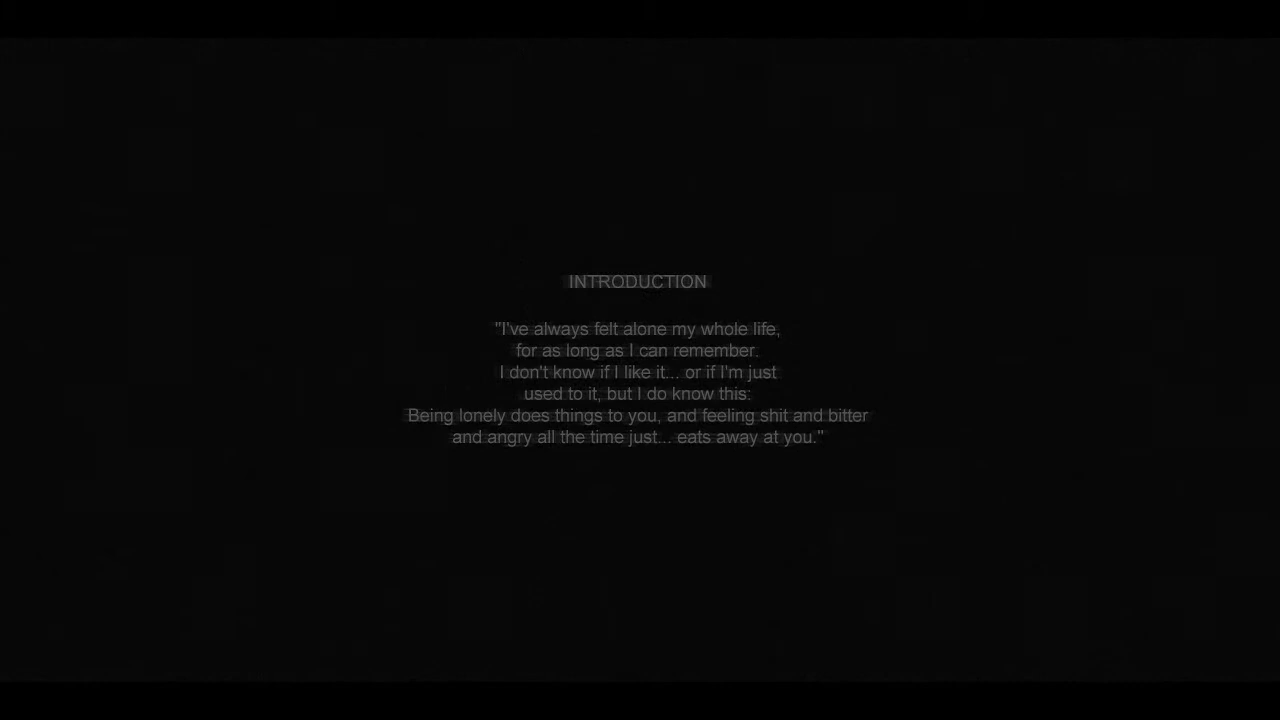 INTRODUCTION
"I've always felt alone my whole life,
for as long as I can remember.
I don't know if I like it... or if I'm just
used to it, but I do know this:
Being lonely does things to you, and feeling shit and bitter
and angry all the time just... eats away at you."